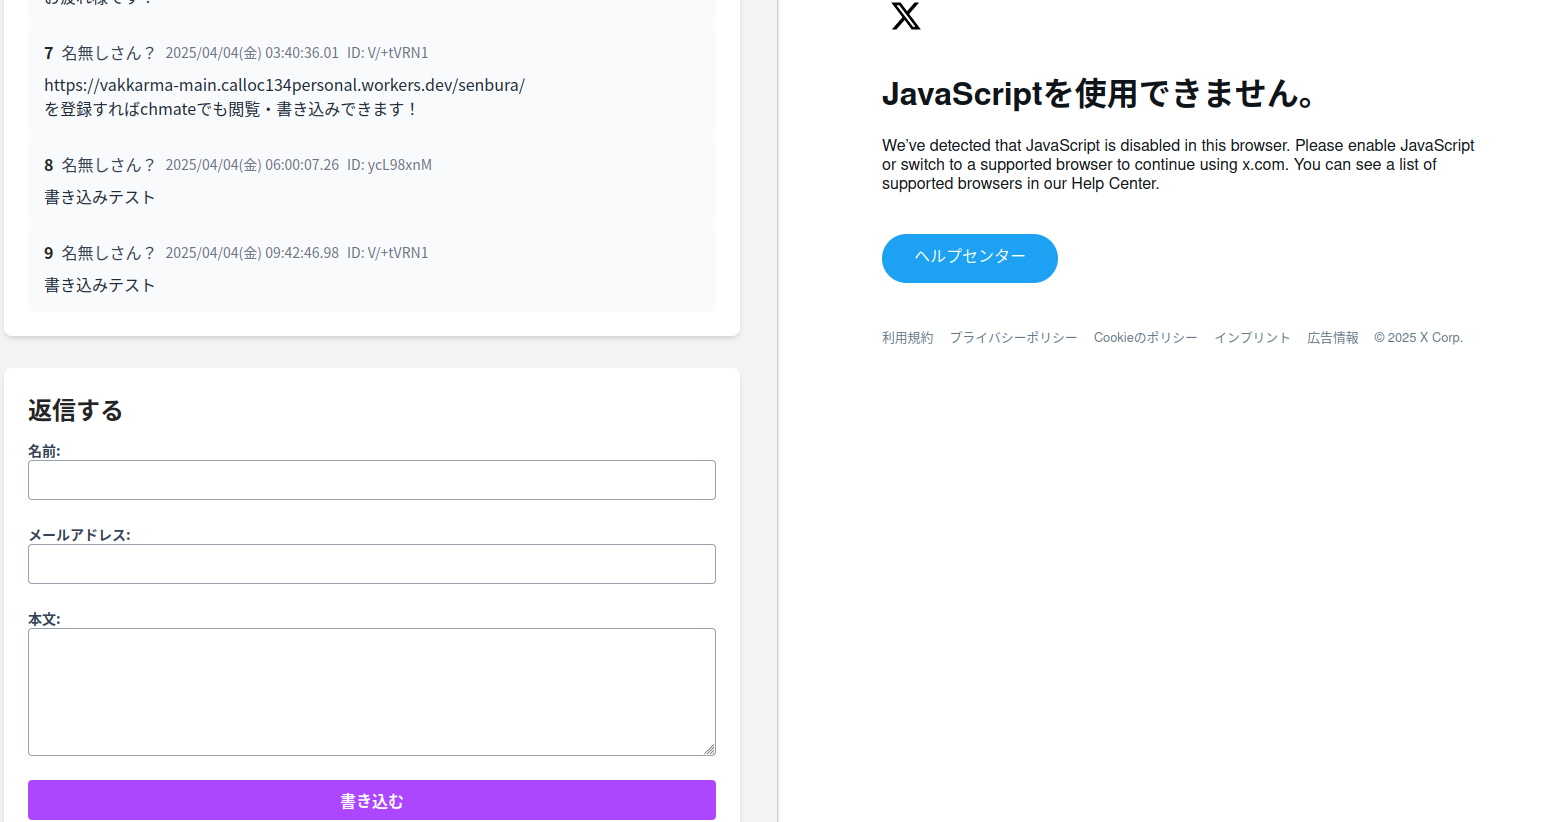 お疲れ様です！
7 名無しさん？ 2025/04/04(金) 03:40:36.01 ID: V/+tVRN1
https://vakkarma-main.calloc134personal.workers.dev/senbura/
を登録すればchmateでも閲覧・書き込みできます！
8 名無しさん？ 2025/04/04(金) 06:00:07.26 ID: ycL98xnM
書き込みテスト
9 名無しさん？ 2025/04/04(金) 09:42:46.98 ID: V/+tVRN1
書き込みテスト
返信する
名前:
メールアドレス:
本文:
書き込む
JavaScriptを使用できません。
We’ve detected that JavaScript is disabled in this browser. Please enable JavaScript
or switch to a supported browser to continue using x.com. You can see a list of
supported browsers in our Help Center.
ヘルプセンター
利用規約 プライバシーポリシー Cookieのポリシー インプリント 広告情報 © 2025 X Corp.